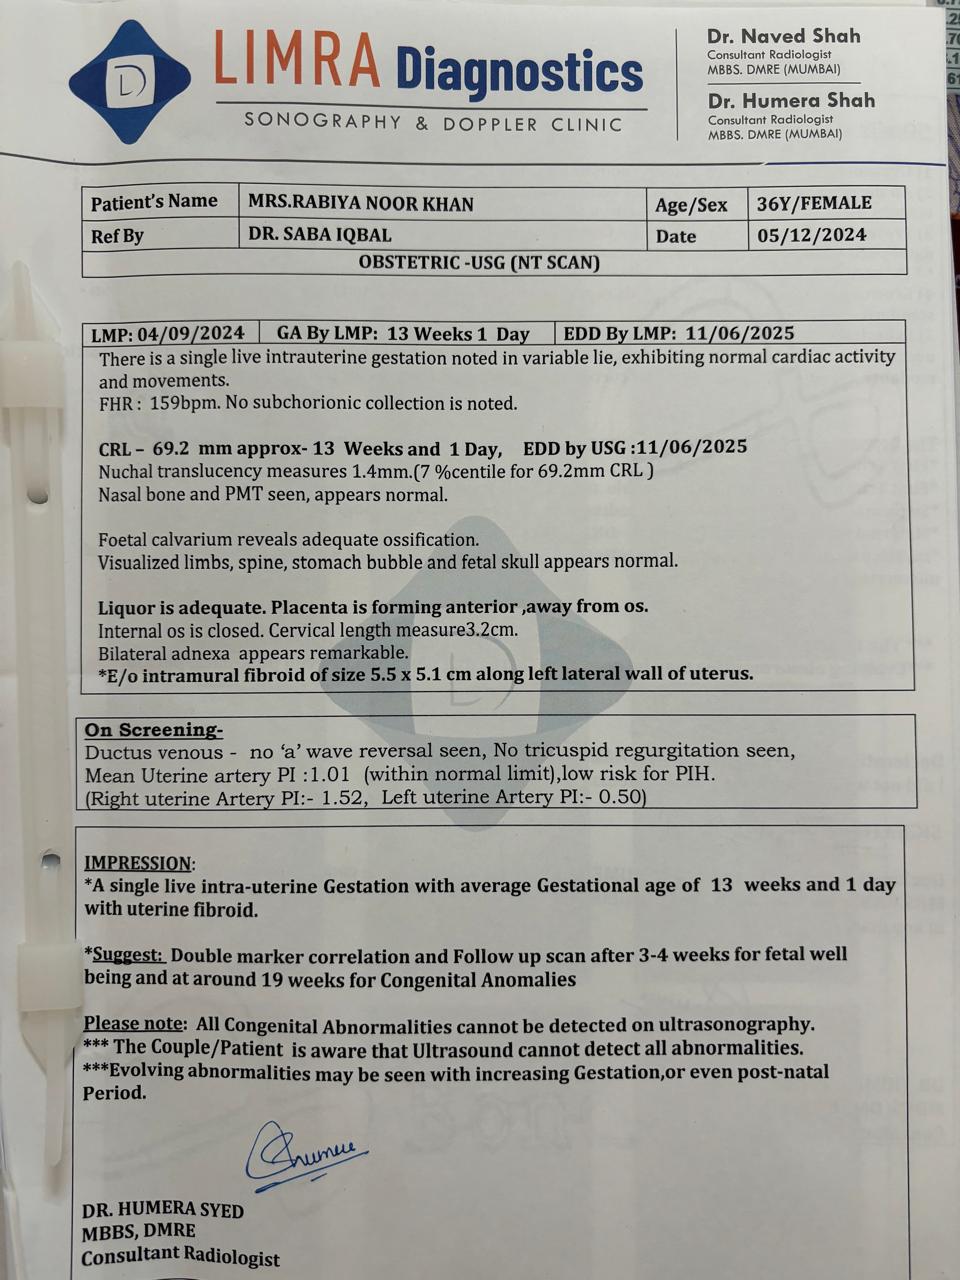 LIMRA Diagnostics
SONOGRAPHY & DOPPLER CLINIC
Dr. Naved Shah
Consultant Radiologist
MBBS. DMRE (MUMBAI)
Dr. Humera Shah
Consultant Radiologist
MBBS. DMRE (MUMBAI)
Patient's Name MRS.RABIYA NOOR KHAN Age/Sex 36Y/FEMALE
Ref By DR. SABA IQBAL Date 05/12/2024
OBSTETRIC -USG (NT SCAN)
LMP: 04/09/2024 GA By LMP: 13 Weeks 1 Day EDD By LMP: 11/06/2025
There is a single live intrauterine gestation noted in variable lie, exhibiting normal cardiac activity
and movements.
FHR : 159bpm. No subchorionic collection is noted.
CRL – 69.2 mm approx- 13 Weeks and 1 Day, EDD by USG :11/06/2025
Nuchal translucency measures 1.4mm.(7 %centile for 69.2mm CRL )
Nasal bone and PMT seen, appears normal.
Foetal calvarium reveals adequate ossification.
Visualized limbs, spine, stomach bubble and fetal skull appears normal.
Liquor is adequate. Placenta is forming anterior ,away from os.
Internal os is closed. Cervical length measure3.2cm.
Bilateral adnexa appears remarkable.
*E/o intramural fibroid of size 5.5 x 5.1 cm along left lateral wall of uterus.
On Screening-
Ductus venous - no 'a' wave reversal seen, No tricuspid regurgitation seen,
Mean Uterine artery PI :1.01 (within normal limit),low risk for PIH.
(Right uterine Artery PI:- 1.52, Left uterine Artery PI:- 0.50)
IMPRESSION:
*A single live intra-uterine Gestation with average Gestational age of 13 weeks and 1 day
with uterine fibroid.
*Suggest: Double marker correlation and Follow up scan after 3-4 weeks for fetal well
being and at around 19 weeks for Congenital Anomalies
Please note: All Congenital Abnormalities cannot be detected on ultrasonography.
*** The Couple/Patient is aware that Ultrasound cannot detect all abnormalities.
***Evolving abnormalities may be seen with increasing Gestation,or even post-natal
Period.
DR. HUMERA SYED
MBBS, DMRE
Consultant Radiologist